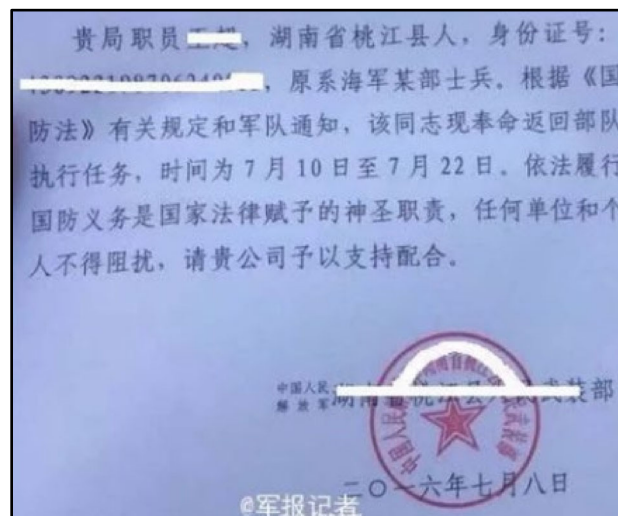 贵局职员，湖南省桃江县人，身份证号：
，原系海军某部士兵。根据《国
防法》有关规定和军队通知，该同志现奉命返回部队
执行任务，时间为7月10日至7月22日。依法履行
国防义务是国家法律赋予的神圣职责，任何单位和个
人不得阻扰，请贵公司予以支持配合。
中国人民
解放军
湖南省桃江县人民武装部
二〇一六年七月八日
@军报记者